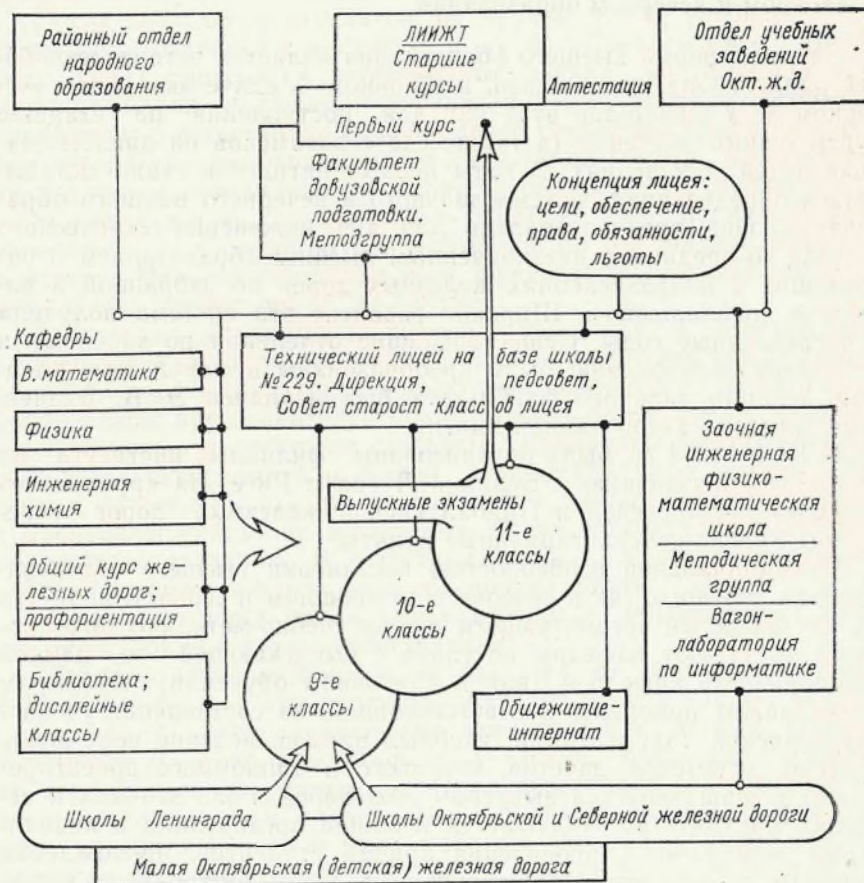 Районный отдел
народного
образования
ЛИИЖТ
Старшие
курсы
Первый курс
Факультет
довузовской
подготовки.
Методгруппа
Аттестация
Отдел учебных
заведений
Окт. ж.д.
Концепция лицея:
цели, обеспечение,
права, обязанности,
льготы
Кафедры
В. математика
Физика
Инженерная
химия
Общий курс же-
лезных дорог;
профориентация
Библиотека;
дисплейные
классы
Технический лицей на базе школы
№229. Дирекция, педсовет,
Совет старост классов лицея
Выпускные экзамены
11-е
классы
10-е
классы
9-е
классы
Заочная
инженерная
физико-
математическая
школа
Методическая
группа
Вагон-
лаборатория
по информатике
Общежитие-
интернат
Школы Ленинграда
Школы Октябрьской и Северной железной дороги
Малая Октябрьская (детская) железная дорога